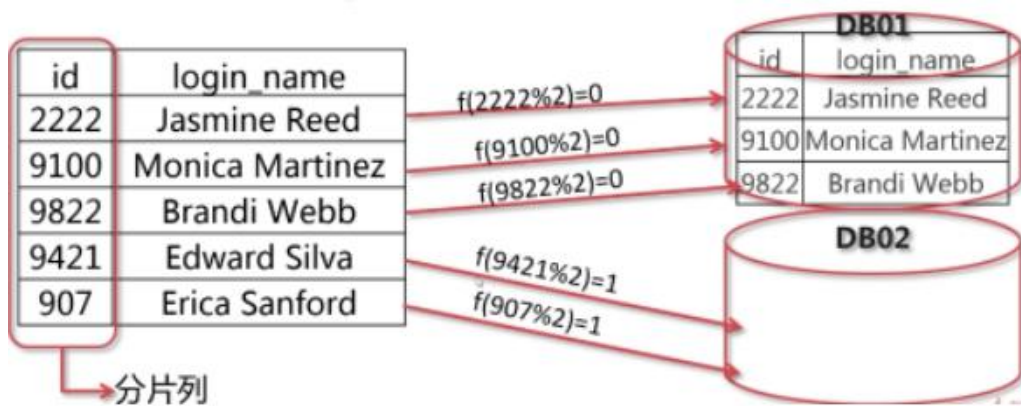 id login_name
2222 Jasmine Reed
9100 Monica Martinez
9822 Brandi Webb
9421 Edward Silva
907 Erica Sanford
分片列
f(2222%2)=0
f(9100%2)=0
f(9822%2)=0
f(9421%2)=1
f(907%2)=1
DB01
id login_name
2222 Jasmine Reed
9100 Monica Martinez
9822 Brandi Webb
DB02